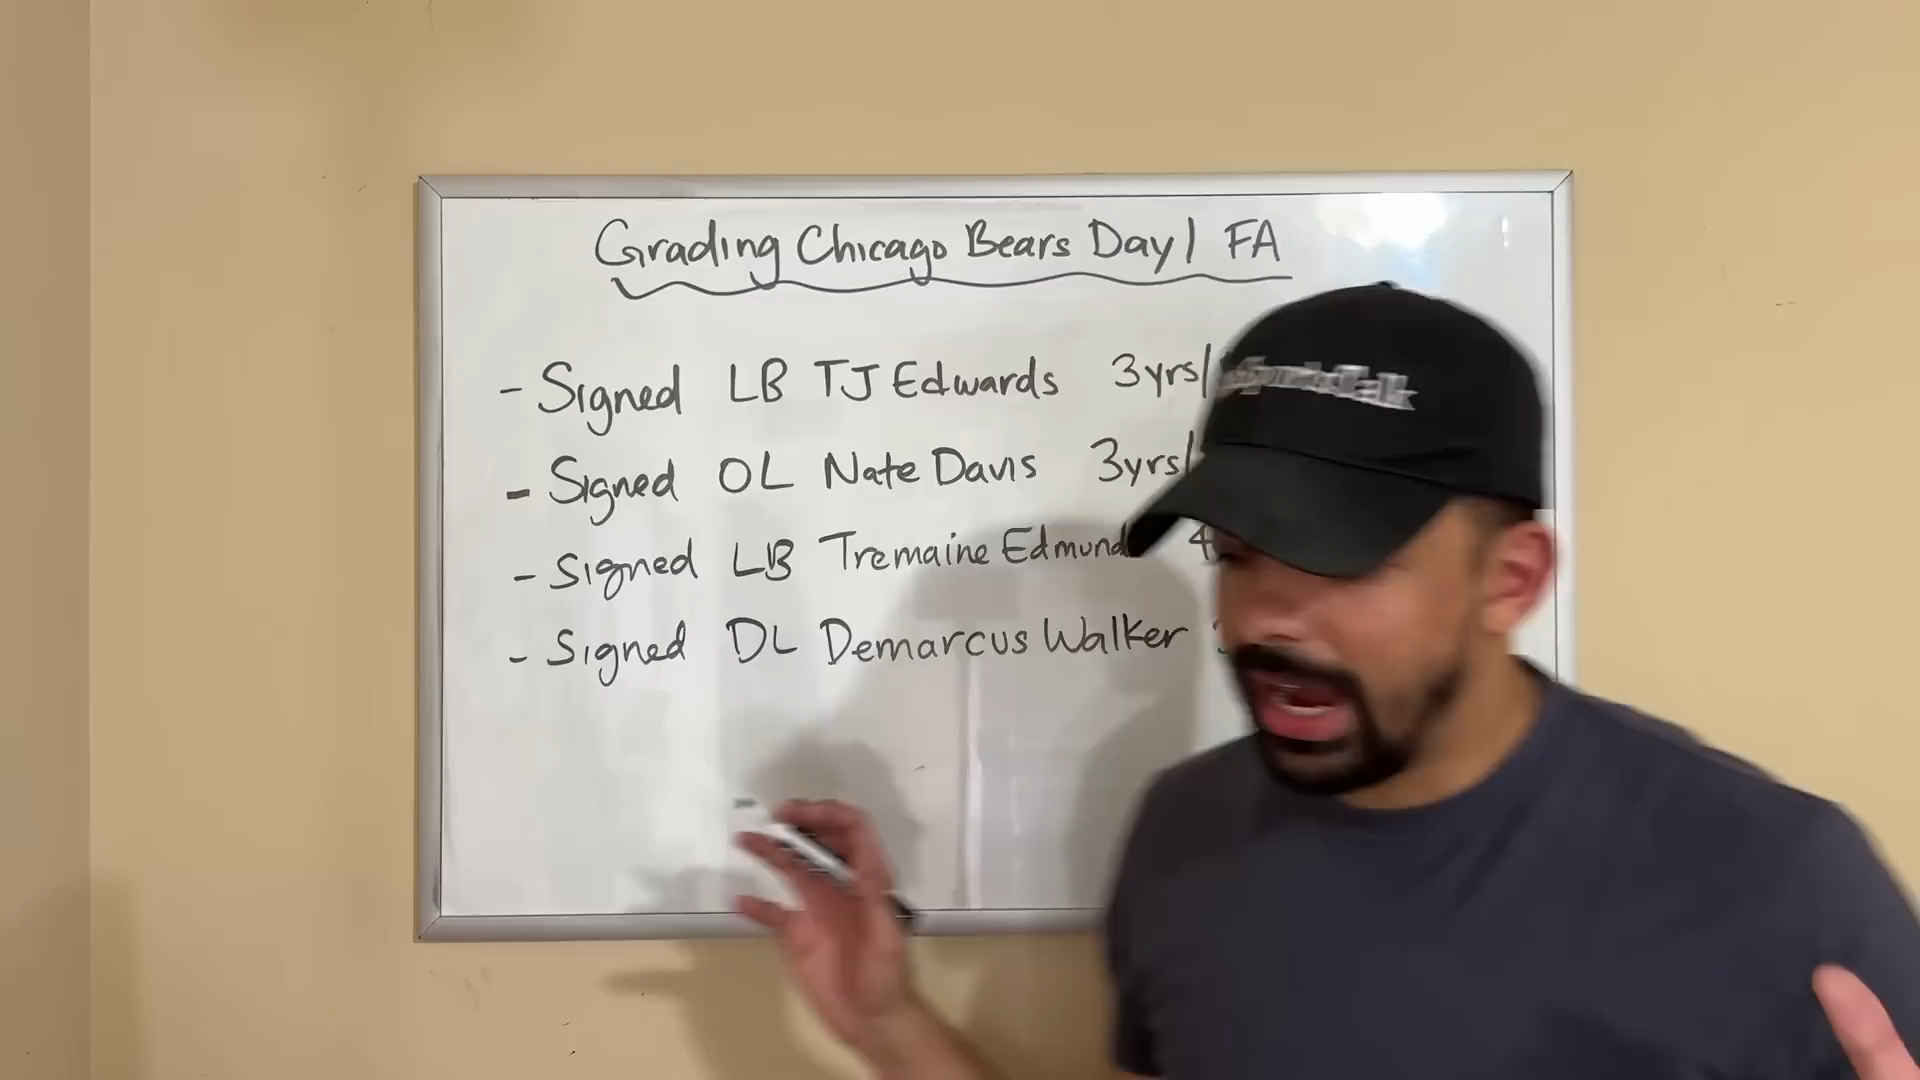 Grading Chicago Bears Day 1 FA
- Signed LB TJ Edwards 3yrs/
- Signed OL Nate Davis 3yrs/
- Signed LB Tremaine Edmund 4
- Signed DL Demarcus Walker